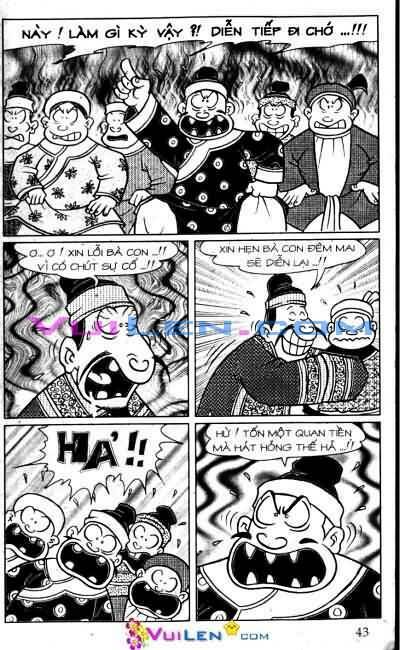 NÀY ! LÀM GÌ KỲ VẬY ?! DIỄN TIẾP ĐI CHỚ ...!!!
Ơ... Ơ ! XIN LỖI BÀ CON ...!!
VÌ CÓ CHÚT SỰ CỐ ...!!
XIN HẸN BÀ CON ĐÊM MAI
SẼ DIỄN LẠI ...!!
VuiLen.com
HẢ !!
HỪ ! TỐN MỘT QUAN TIỀN
MÀ HÁT HỔNG THẾ HẢ ...!!
43
VuiLen.com